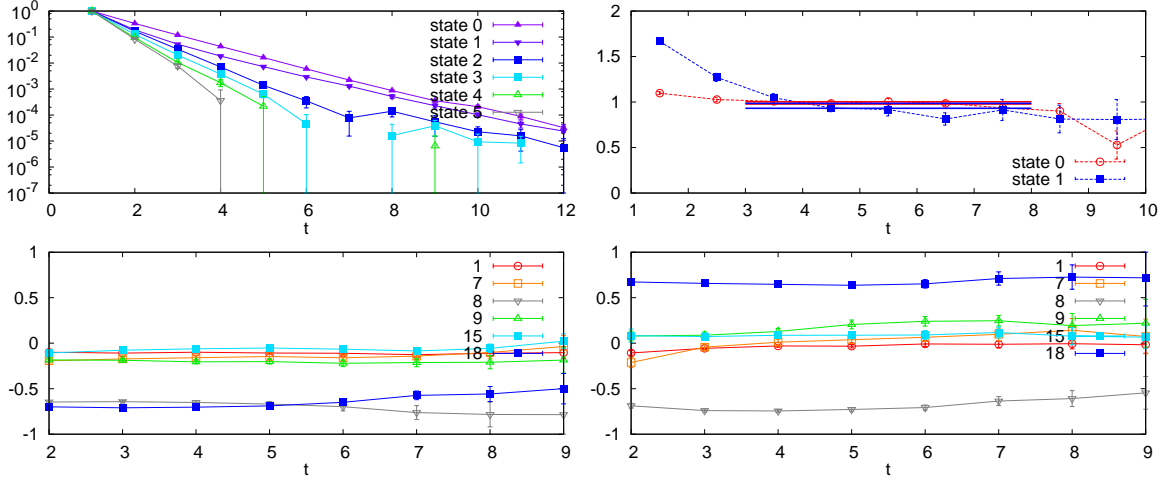 10^0
10^-1
10^-2
10^-3
10^-4
10^-5
10^-6
10^-7
0 2 4 6 8 10 12
t
state 0
state 1
state 2
state 3
state 4
state 5
2
1.5
1
0.5
0
1 2 3 4 5 6 7 8 9 10
t
state 0
state 1
1
0.5
0
-0.5
-1
2 3 4 5 6 7 8 9
t
1
7
8
9
15
18
1
0.5
0
-0.5
-1
2 3 4 5 6 7 8 9
t
1
7
8
9
15
18